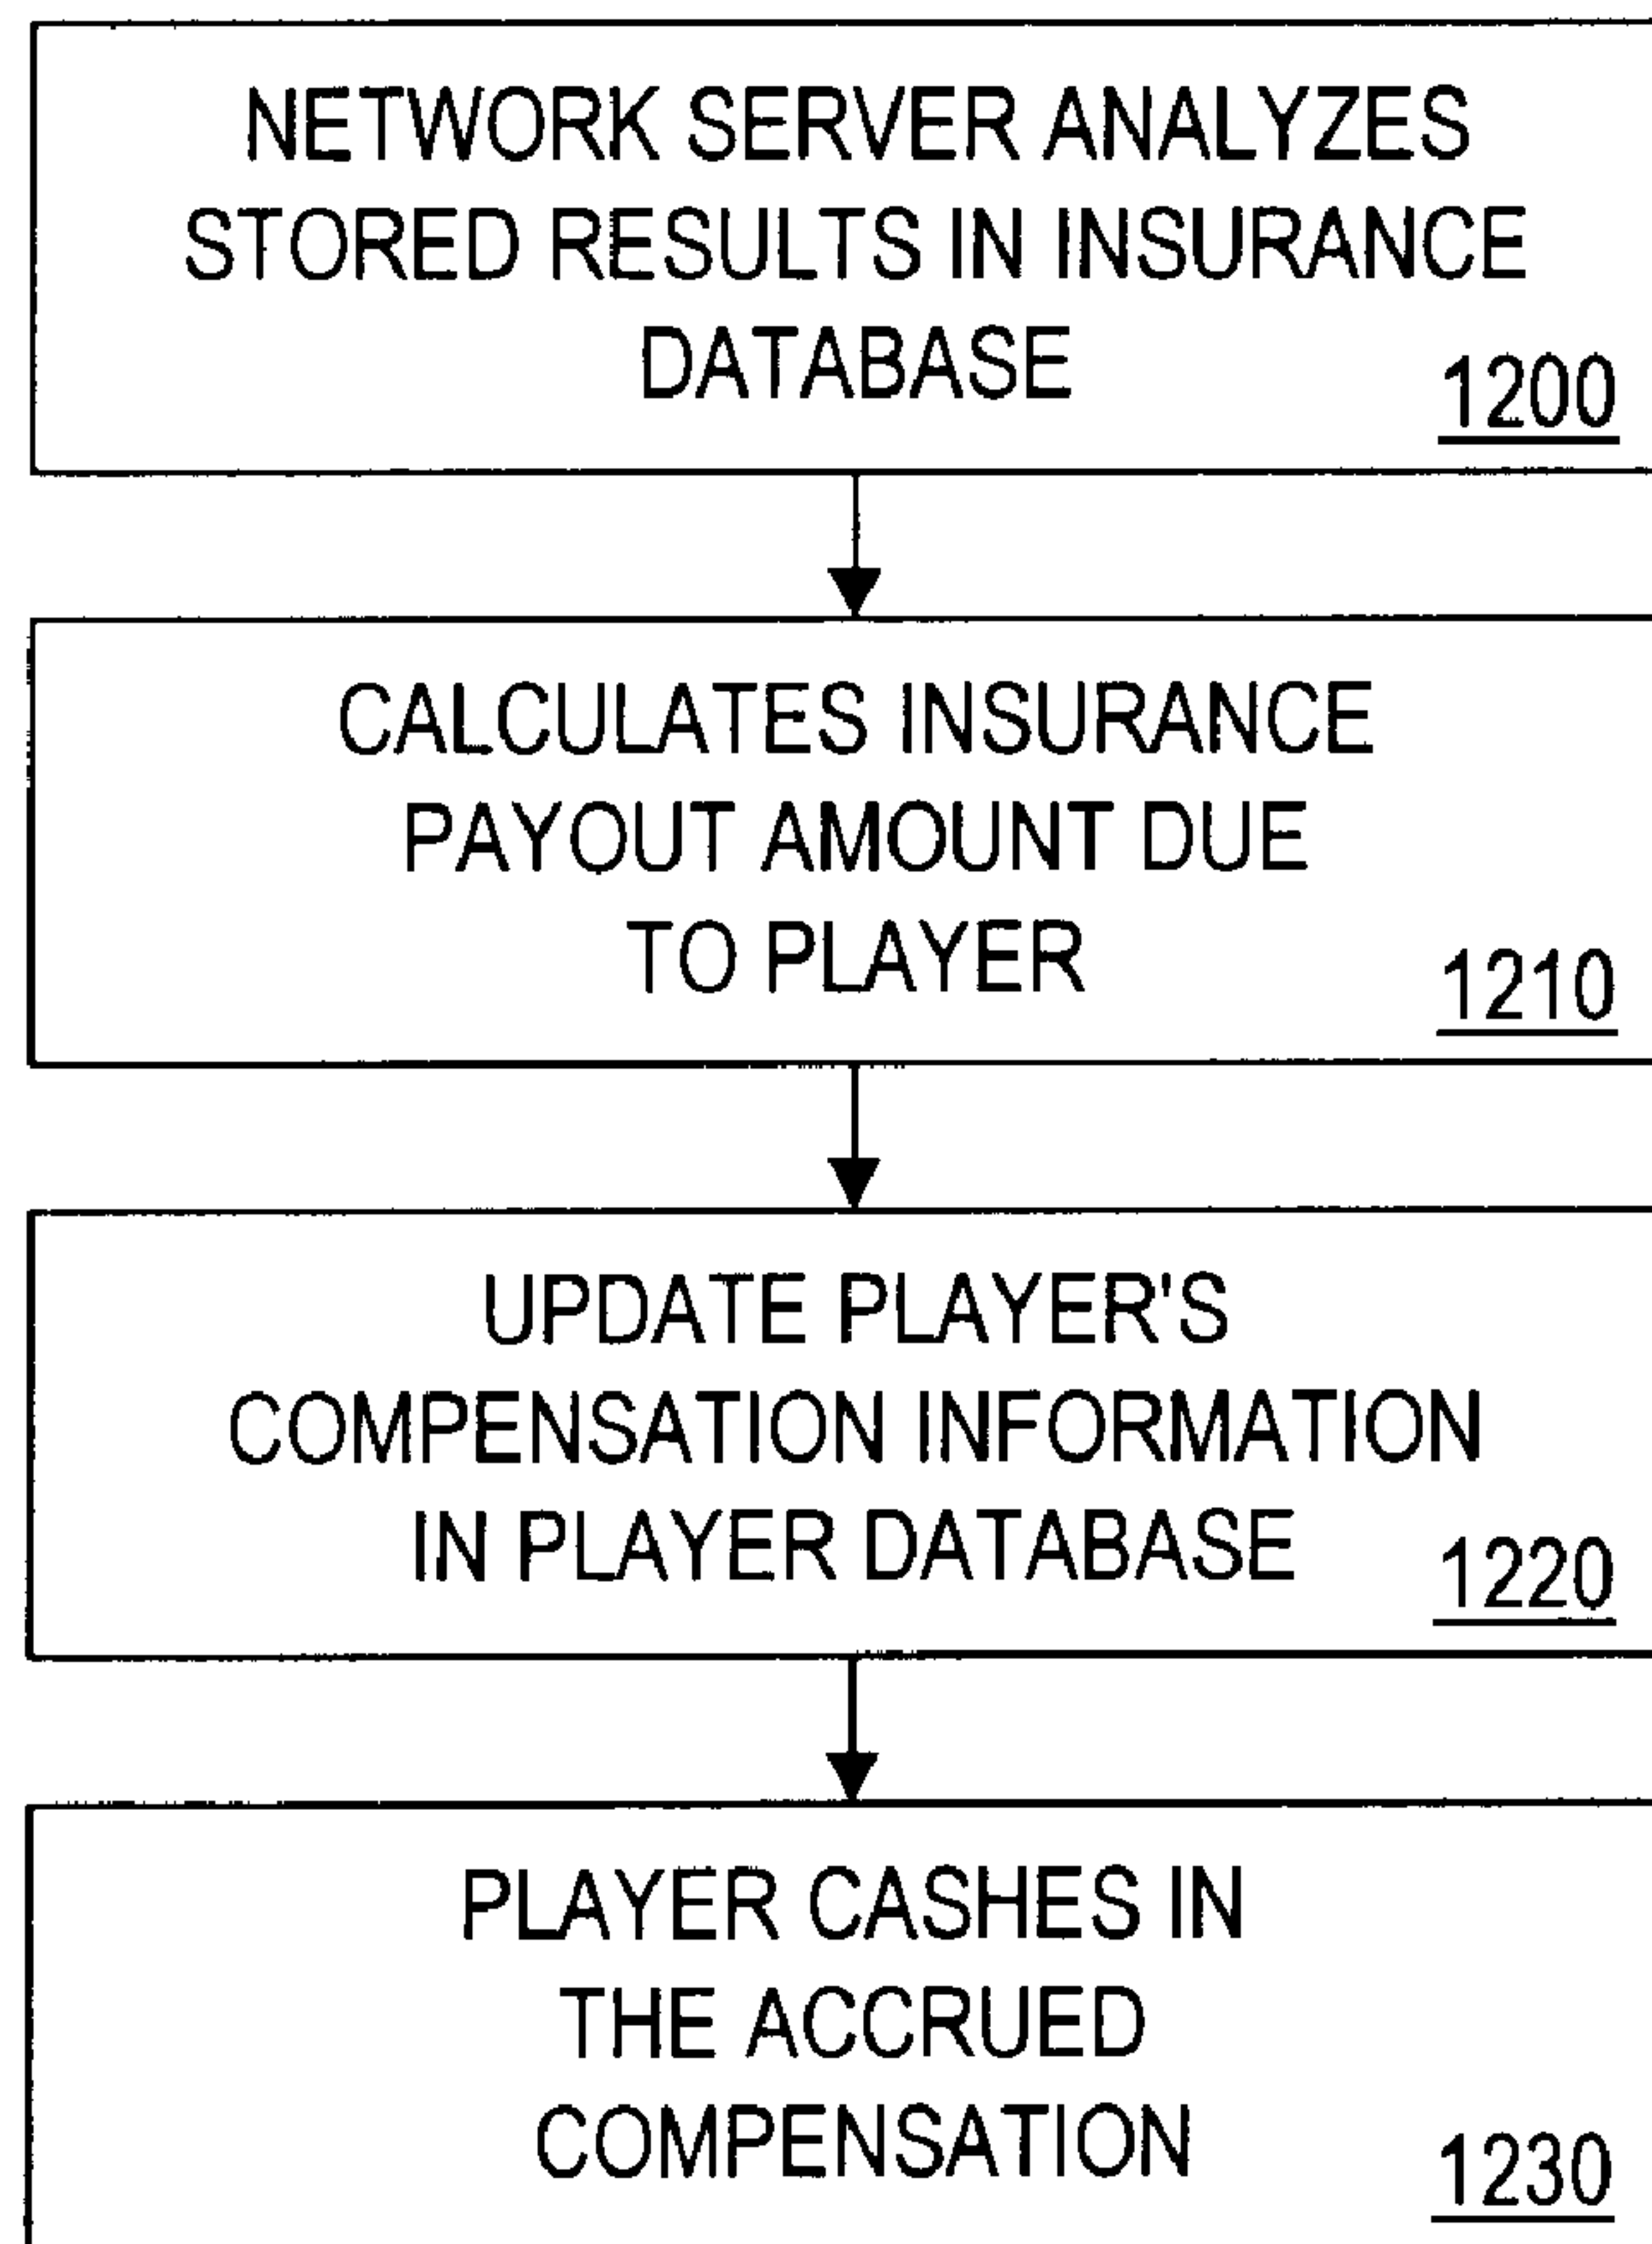 NETWORK SERVER ANALYZES
STORED RESULTS IN INSURANCE
DATABASE
1200
CALCULATES INSURANCE
PAYOUT AMOUNT DUE
TO PLAYER
1210
UPDATE PLAYER'S
COMPENSATION INFORMATION
IN PLAYER DATABASE
1220
PLAYER CASHES IN
THE ACCRUED
COMPENSATION
1230